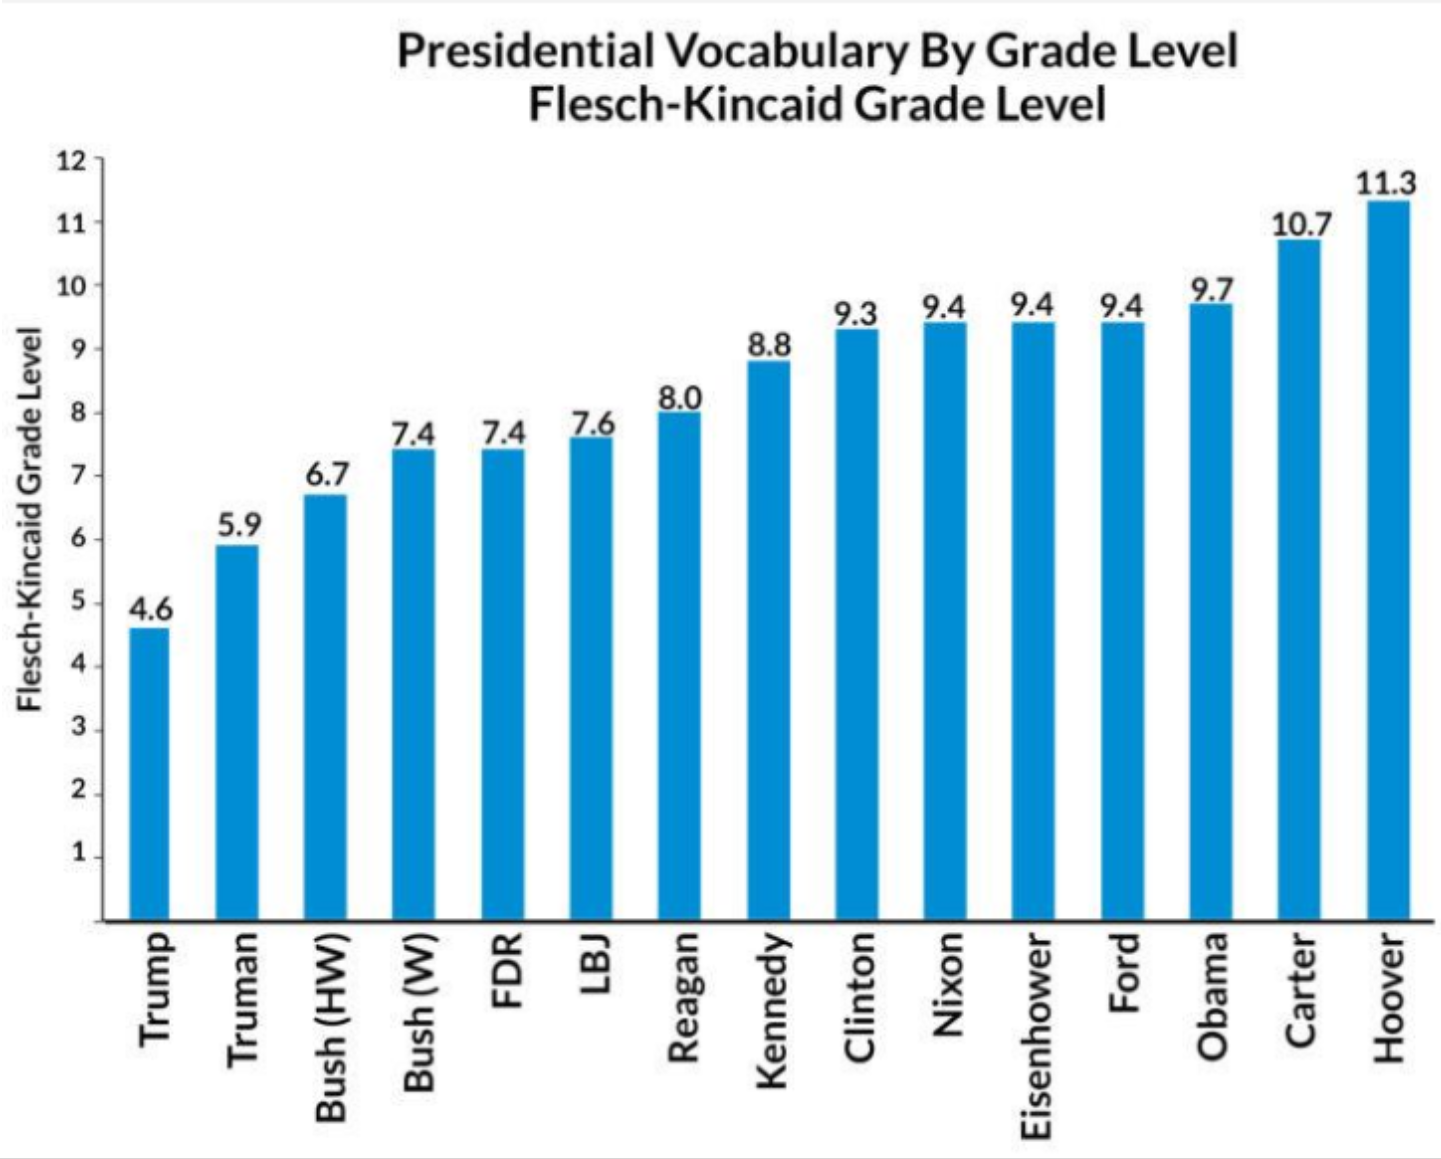 Presidential Vocabulary By Grade Level
Flesch-Kincaid Grade Level
Flesch-Kincaid Grade Level
12
11
10
9
8
7
6
5
4
3
2
1
4.6
5.9
6.7
7.4
7.4
7.6
8.0
8.8
9.3
9.4
9.4
9.4
9.7
10.7
11.3
Trump
Truman
Bush (HW)
Bush (W)
FDR
LBJ
Reagan
Kennedy
Clinton
Nixon
Eisenhower
Ford
Obama
Carter
Hoover